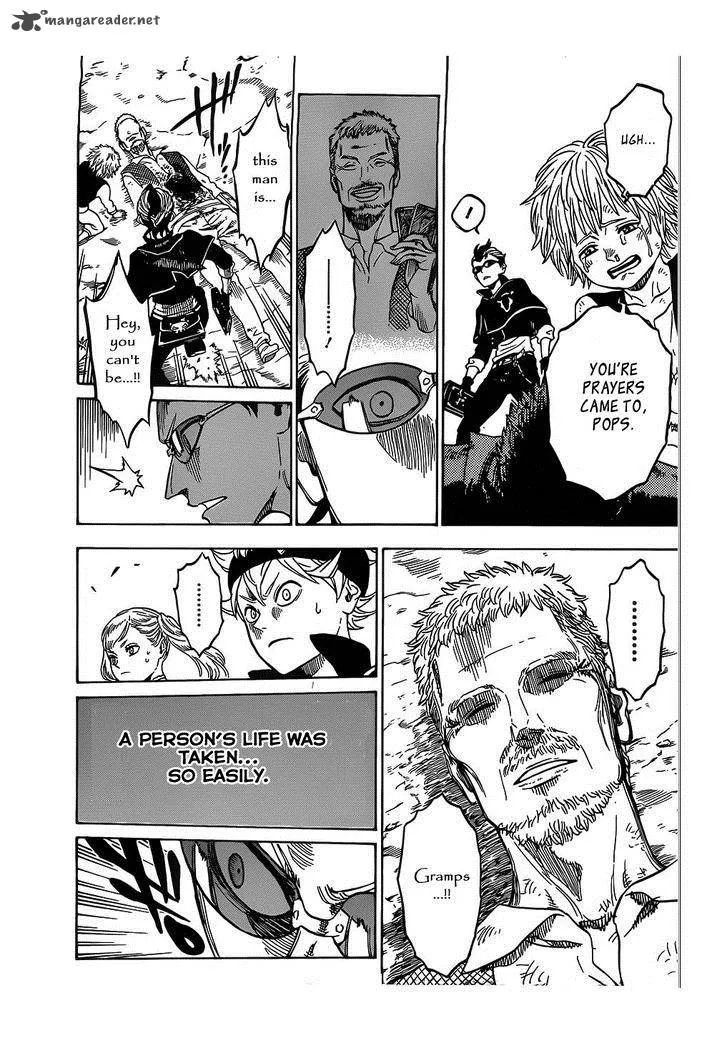 mangareader.net
UGH...
!
YOU'RE
PRAYERS
CAME TO,
POPS.
..........!
this
man
is...
Hey,
you
can't
be...!!
..........
Gramps
...!!
........
A PERSON'S LIFE WAS
TAKEN...
SO EASILY.